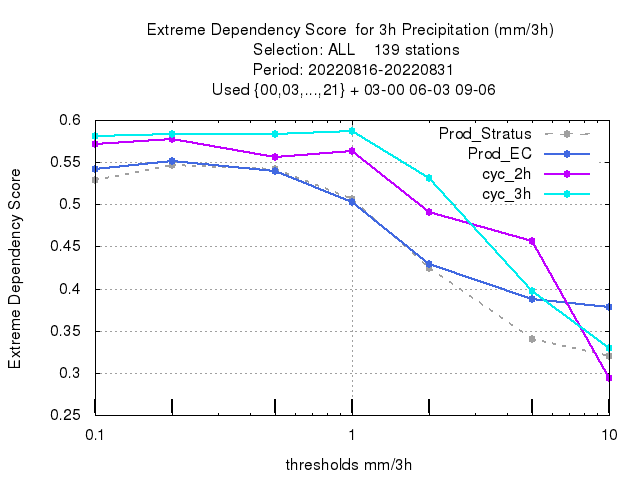 Extreme Dependency Score  for 3h Precipitation (mm/3h)
Selection: ALL    139 stations
Period: 20220816-20220831
Used {00,03,...,21} + 03-00 06-03 09-06
Prod_Stratus
Prod_EC
cyc_2h
cyc_3h
Extreme Dependency Score
0.6
0.55
0.5
0.45
0.4
0.35
0.3
0.25
0.1
1
10
thresholds mm/3h